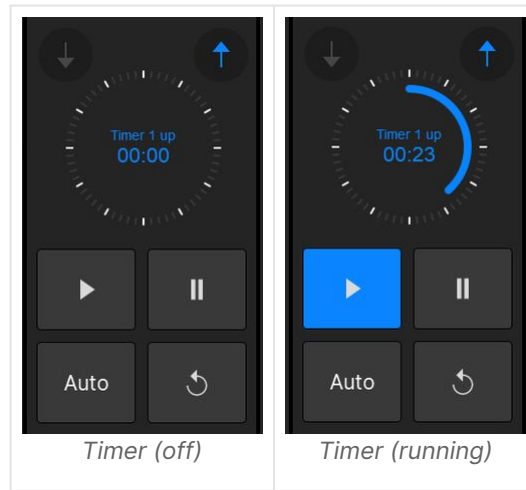 Timer 1 up
00:00
Auto
Timer (off)
Timer 1 up
00:23
Auto
Timer (running)